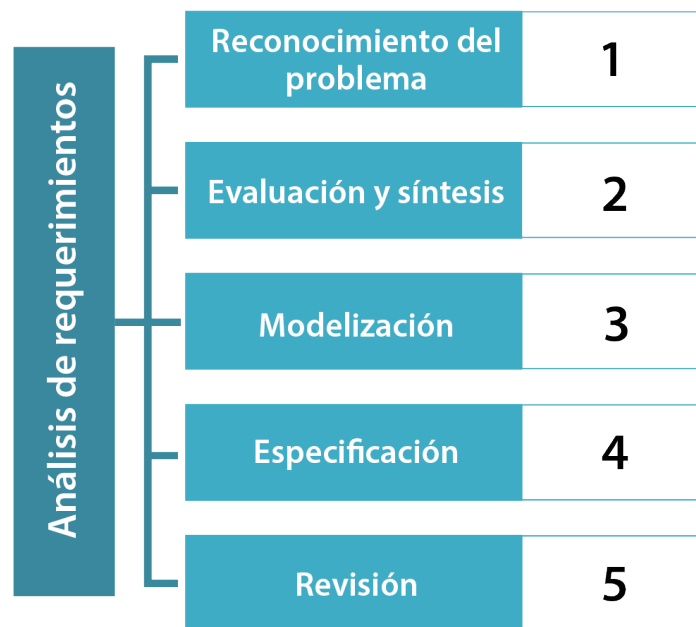 Análisis de requerimientos
Reconocimiento del
problema
1
Evaluación y síntesis
2
Modelización
3
Especificación
4
Revisión
5